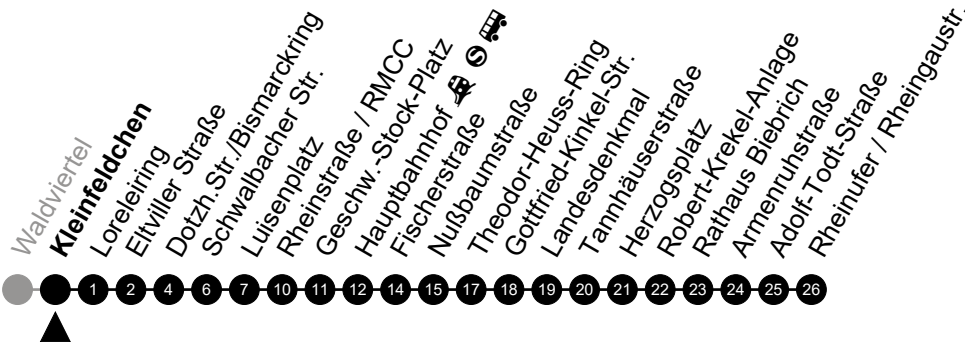 Waldviertel
Kleinfeldchen
Loreleiring
Eltviller Straße
Dotzh.Str./Bismarckring
Schwalbacher Str.
Luisenplatz
Rheinstraße / RMCC
Geschw.-Stock-Platz
Hauptbahnhof S
Fischerstraße
Nußbaumstraße
Theodor-Heuss-Ring
Gottfried-Kinkel-Str.
Landesdenkmal
Tannhäuserstraße
Herzogsplatz
Robert-Krekel-Anlage
Rathaus Biebrich
Armenruhstraße
Adolf-Todt-Straße
Rheinufer / Rheingaustr.
1 2 4 6 7 10 11 12 14 15 17 18 19 20 21 22 23 24 25 26